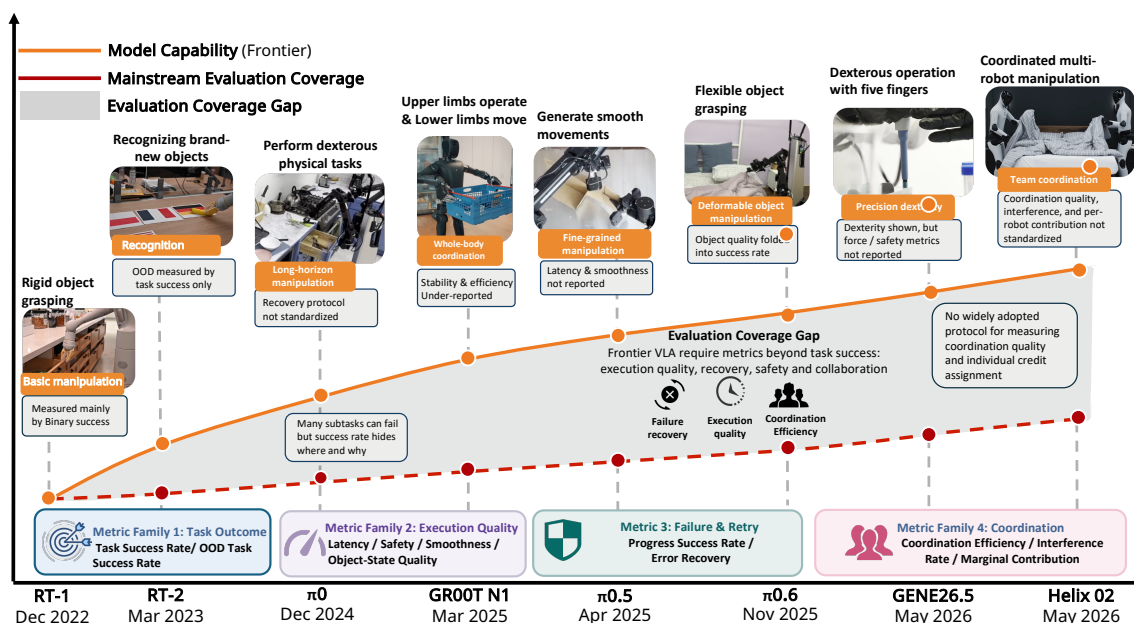 Model Capability (Frontier)
Mainstream Evaluation Coverage
Evaluation Coverage Gap
Rigid object
grasping
Basic manipulation
Measured mainly
by Binary success
Recognizing brand-
new objects
Recognition
OOD measured by
task success only
Perform dexterous
physical tasks
Long-horizon
manipulation
Recovery protocol
not standardized
Many subtasks can fail
but success rate hides
where and why
Upper limbs operate
& Lower limbs move
Whole-body
coordination
Stability & efficiency
Under-reported
Generate smooth
movements
Fine-grained
manipulation
Latency & smoothness
not reported
Flexible object
grasping
Deformable object
manipulation
Object quality folded
into success rate
Dexterous operation
with five fingers
Precision dexterity
Dexterity shown, but
force / safety metrics
not reported
Coordinated multi-
robot manipulation
Team coordination
Coordination quality,
interference, and per-
robot contribution not
standardized
Evaluation Coverage Gap
Frontier VLA require metrics beyond task success:
execution quality, recovery, safety and collaboration
Failure
recovery
Execution
quality
Coordination
Efficiency
No widely adopted
protocol for measuring
coordination quality
and individual credit
assignment
Metric Family 1: Task Outcome
Task Success Rate/ OOD Task
Success Rate
Metric Family 2: Execution Quality
Latency / Safety / Smoothness /
Object-State Quality
Metric 3: Failure & Retry
Progress Success Rate /
Error Recovery
Metric Family 4: Coordination
Coordination Efficiency / Interference
Rate / Marginal Contribution
RT-1
Dec 2022
RT-2
Mar 2023
π0
Dec 2024
GR00T N1
Mar 2025
π0.5
Apr 2025
π0.6
Nov 2025
GENE26.5
May 2026
Helix 02
May 2026